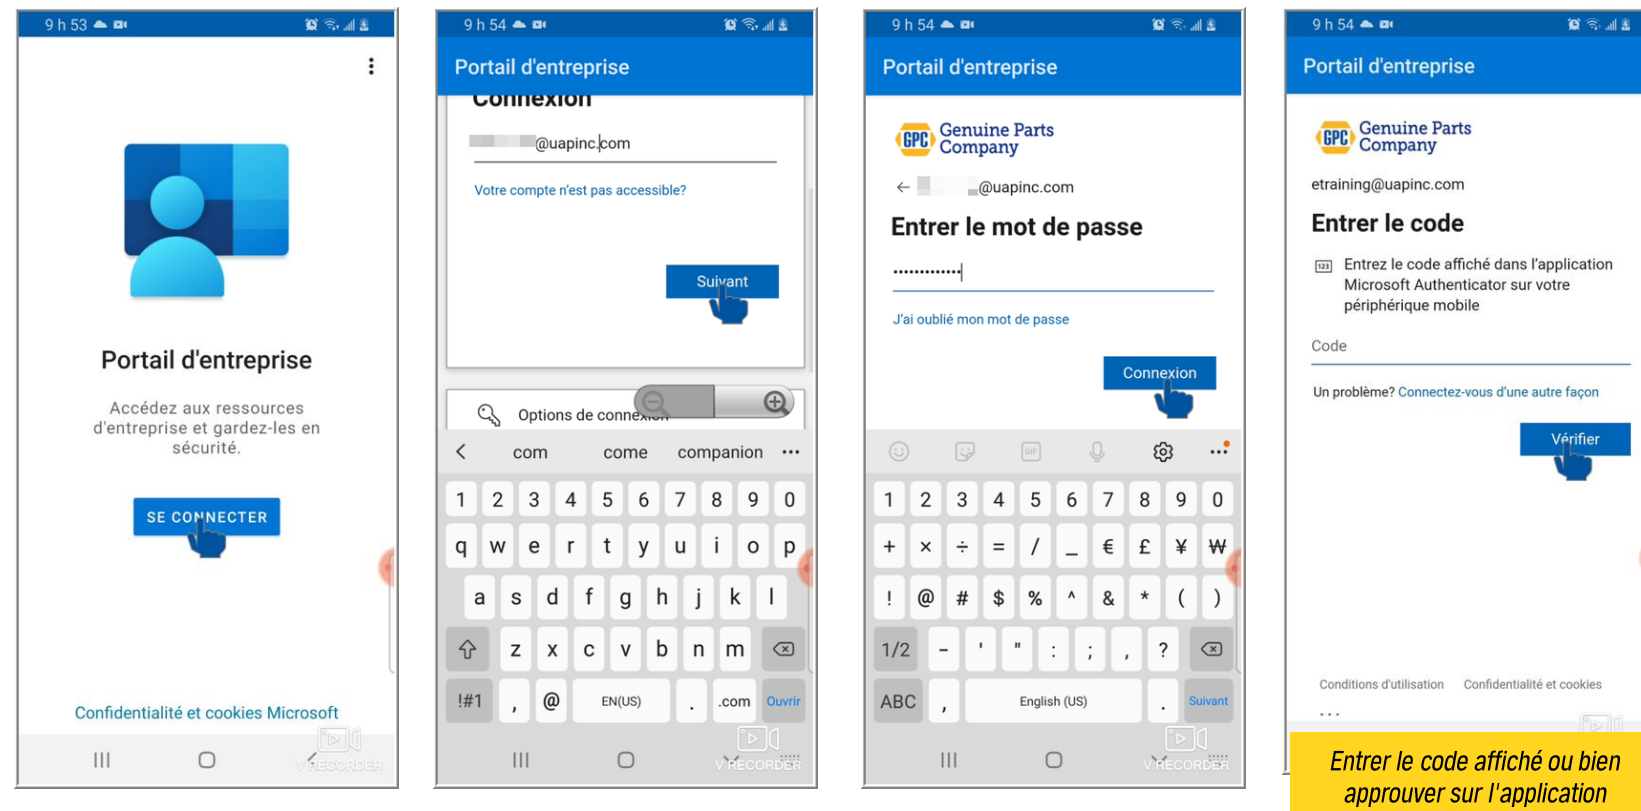 9 h 53
Portail d'entreprise
Accédez aux ressources
d'entreprise et gardez-les en
sécurité.
SE CONNECTER
Confidentialité et cookies Microsoft
V RECORDER
9 h 54
Portail d'entreprise
Connexion
@uapinc.com
Votre compte n'est pas accessible?
Suivant
Options de connexion
com come companion
1 2 3 4 5 6 7 8 9 0
q w e r t y u i o p
a s d f g h j k l
z x c v b n m
!#1 , @ EN(US) . .com Ouvrir
V RECORDER
9 h 54
Portail d'entreprise
GPC Genuine Parts
Company
@uapinc.com
Entrer le mot de passe
J'ai oublié mon mot de passe
Connexion
GIF
1 2 3 4 5 6 7 8 9 0
+ × ÷ = / _ € £ ¥ ₩
! @ # $ % ^ & * ( )
1/2 - ' " : ; , ?
ABC , English (US) . Suivant
V RECORDER
9 h 54
Portail d'entreprise
GPC Genuine Parts
Company
etraining@uapinc.com
Entrer le code
123 Entrez le code affiché dans l'application
Microsoft Authenticator sur votre
périphérique mobile
Code
Un problème? Connectez-vous d'une autre façon
Vérifier
Conditions d'utilisation Confidentialité et cookies
...
Entrer le code affiché ou bien
approuver sur l'application